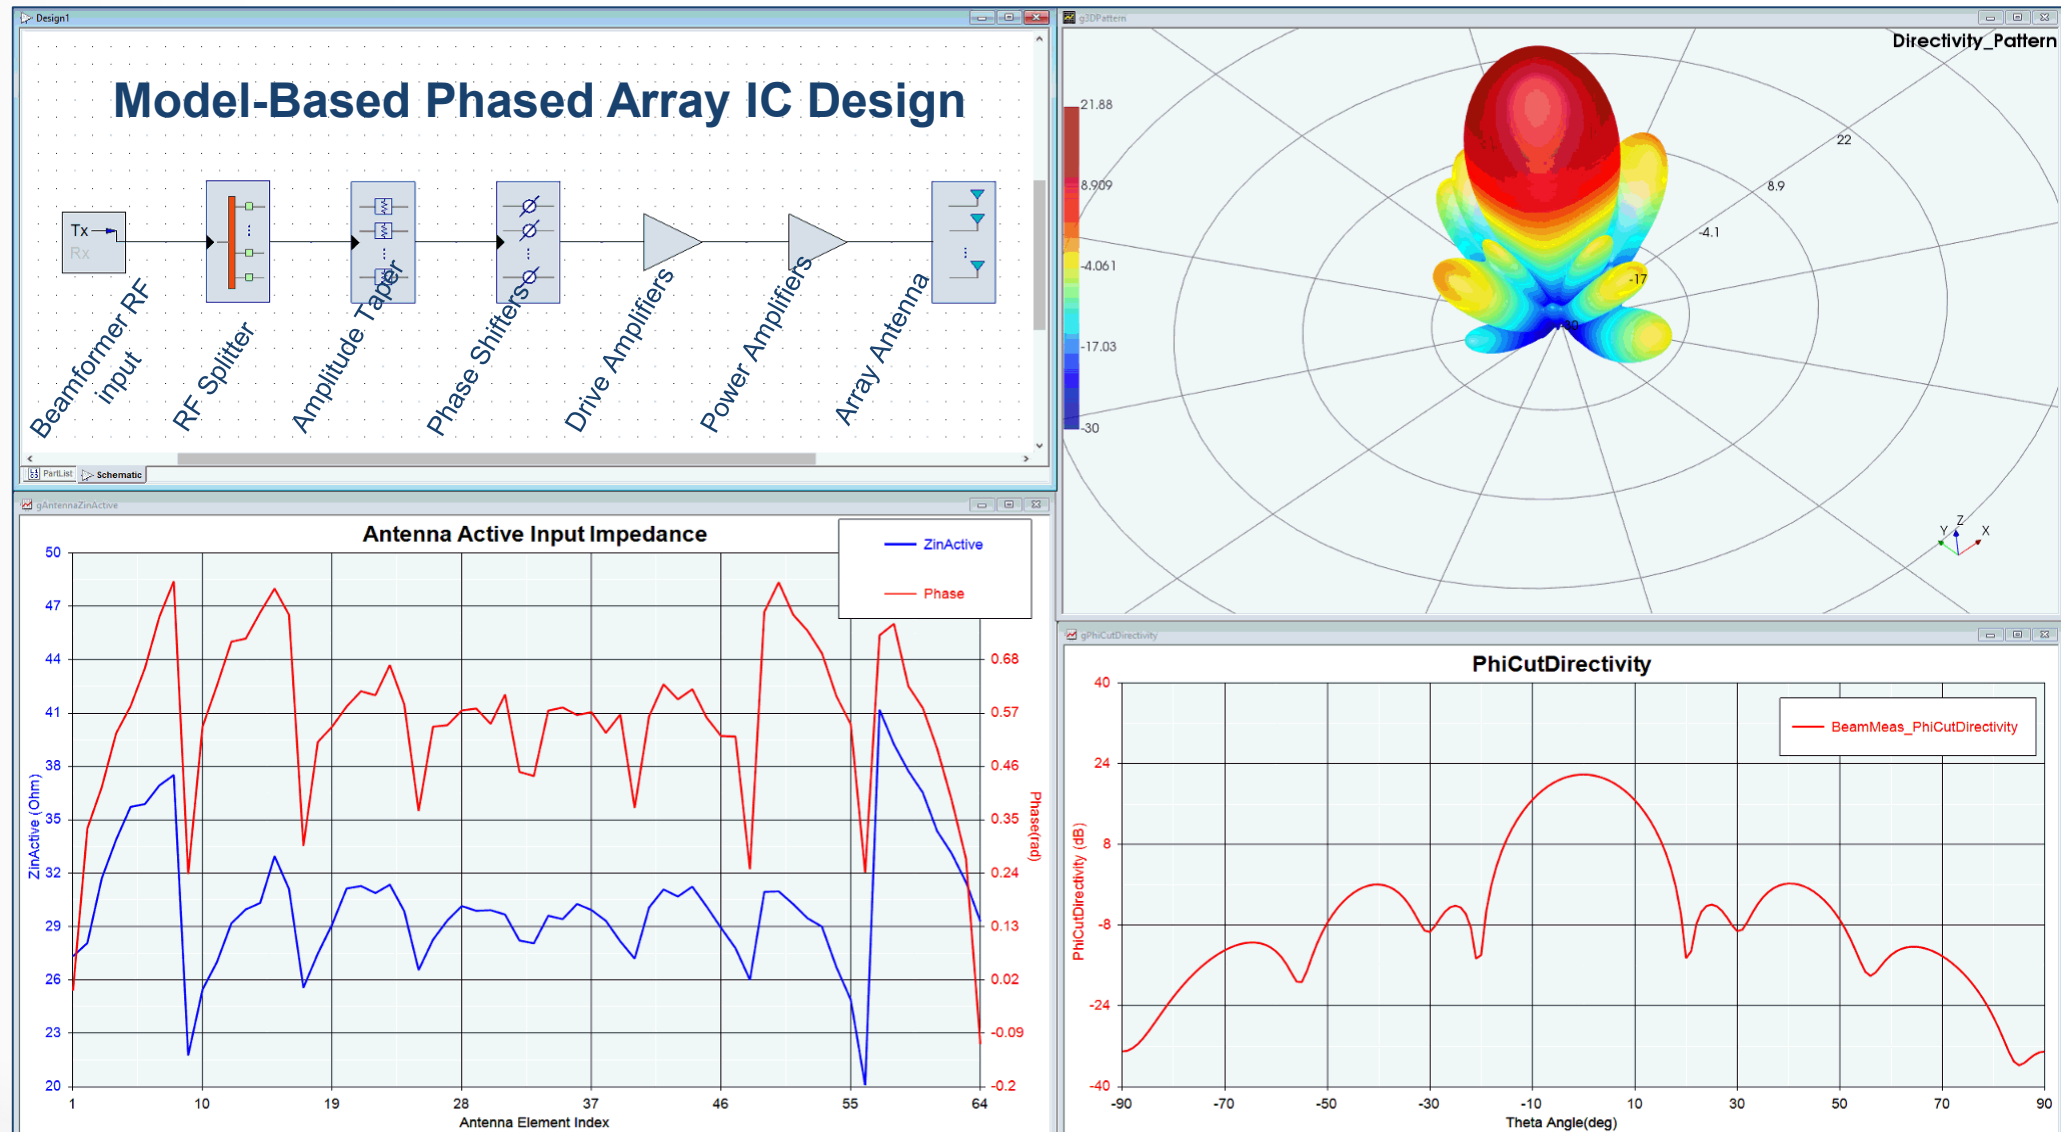 Design1
Model-Based Phased Array IC Design
Tx
Rx
Beamformer RF
input
RF Splitter
Amplitude Taper
Phase Shifters
Drive Amplifiers
Power Amplifiers
Array Antenna
PartList
Schematic
g3DPattern
Directivity_Pattern
21.88
8.909
-4.061
-17.03
-30
22
8.9
-4.1
-17
-30
Y
Z
X
gAntennaZinActive
Antenna Active Input Impedance
ZinActive
Phase
50
47
44
41
38
35
32
29
26
23
20
ZinActive (Ohm)
0.68
0.57
0.46
0.35
0.24
0.13
0.02
-0.09
-0.2
Phase(rad)
1
10
19
28
37
46
55
64
Antenna Element Index
gPhiCutDirectivity
PhiCutDirectivity
BeamMeas_PhiCutDirectivity
40
24
8
-8
-24
-40
PhiCutDirectivity (dB)
-90
-70
-50
-30
-10
10
30
50
70
90
Theta Angle(deg)